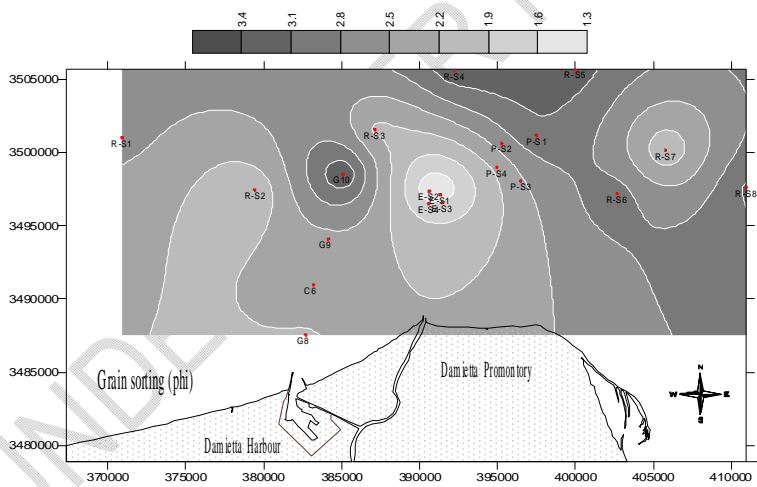 3.4 3.1 2.8 2.5 2.2 1.9 1.6 1.3
3505000
R-S4 R-S5
R-S1 R-S3 P-S2 P-S1
3500000
R-S7
G10 P-S4
P-S3
R-S2 E-S2 R-S6 R-S8
E-S1
E-S3
3495000
G9
C6
3490000
G8
3485000
Grain sorting (phi)
Damietta Promontory
N
W E
S
Damietta Harbour
3480000
370000 375000 380000 385000 390000 395000 400000 405000 410000